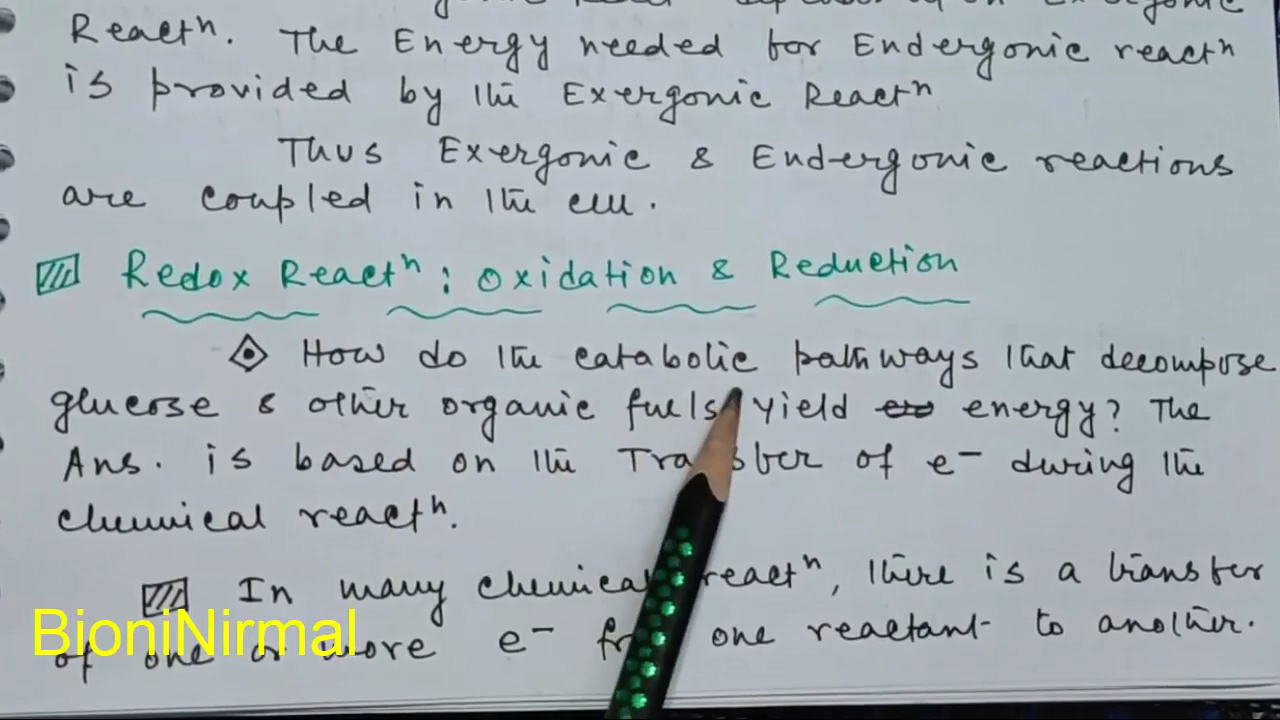 Exergonic
Reactⁿ. The Energy needed for Endergonic reactⁿ
is provided by the Exergonic Reactⁿ
Thus Exergonic & Endergonic reactions
are coupled in the cell.
Redox Reactⁿ: Oxidation & Reduction
How do the catabolic pathways that decompose
glucose & other organic fuels yield energy? The
Ans. is based on the Transfer of e⁻ during the
chemical reactⁿ.
In many chemical reactⁿ, there is a transfer
of one or more e⁻ from one reactant to another.
BioniNirmal